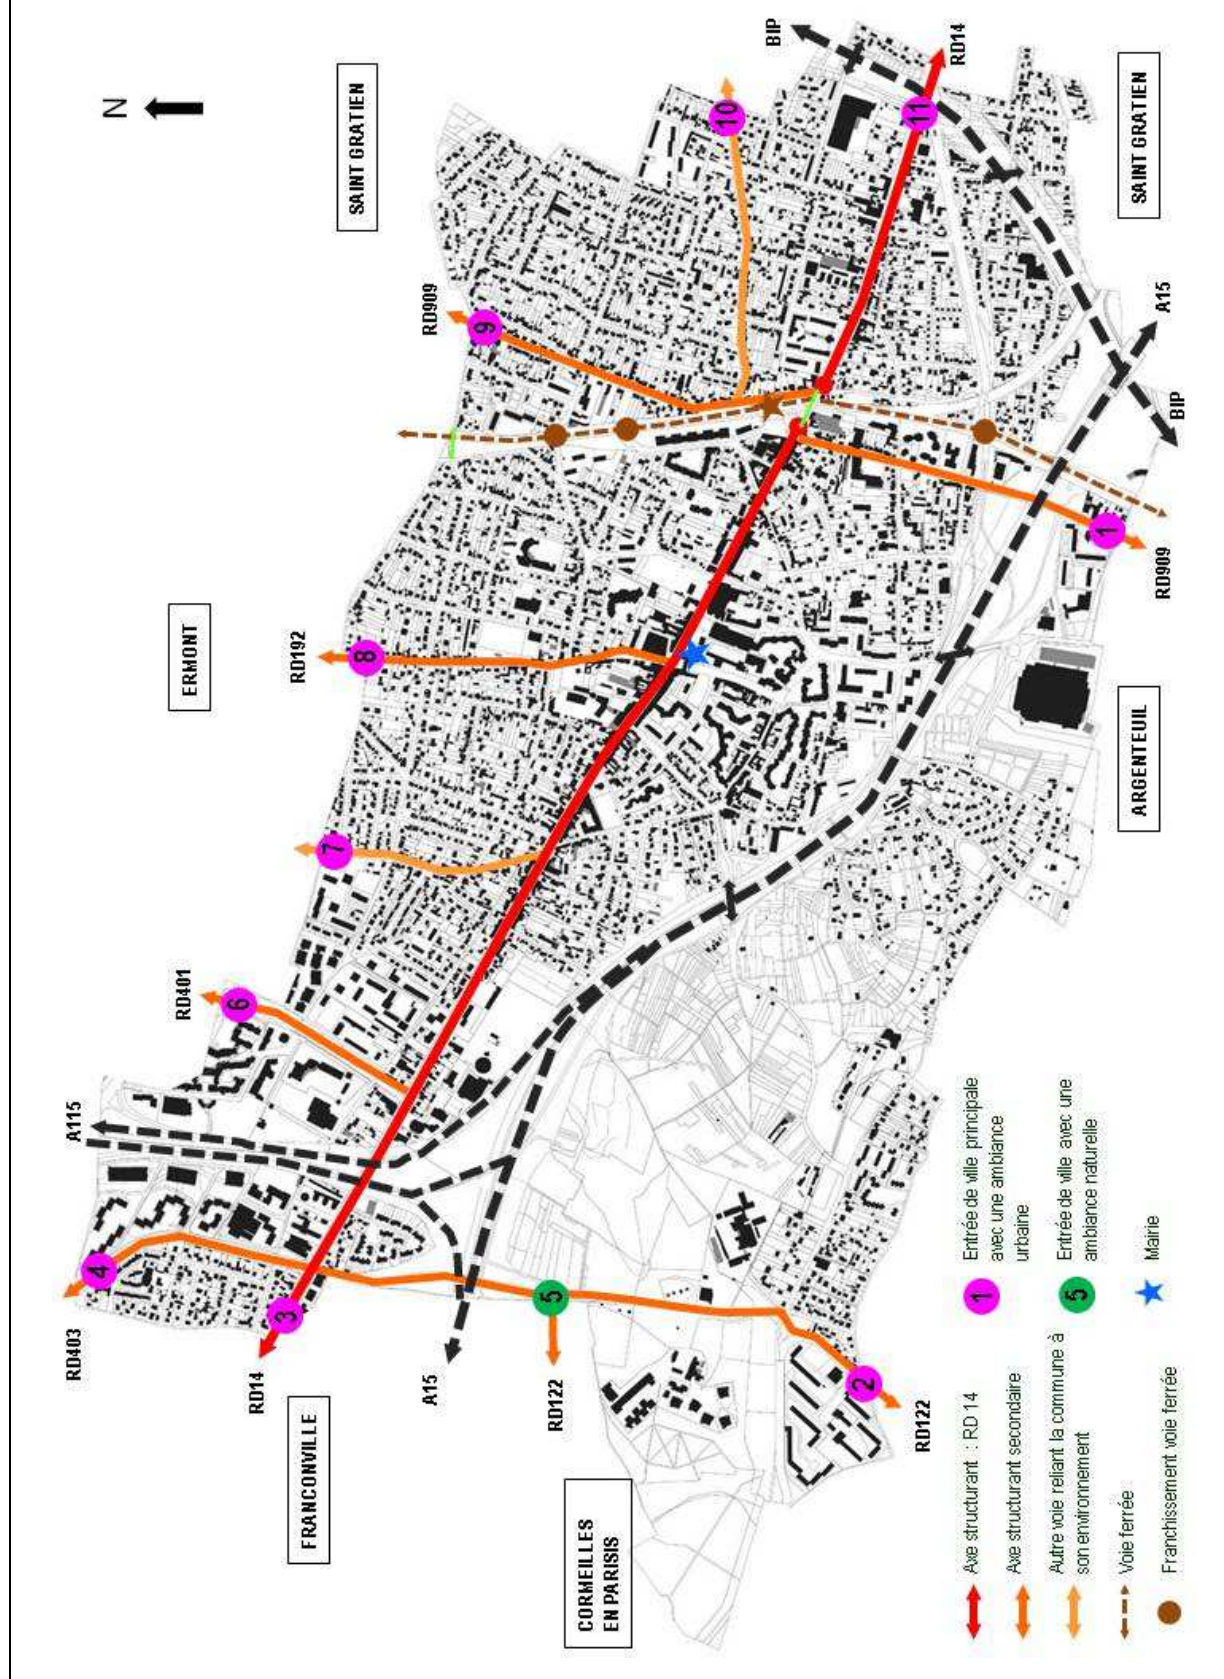 RD403
A115
4
N
RD401
ERMONT
6
RD14
3
RD192
FRANCONVILLE
7
SAINT GRATIEN
8
A15
RD909
9
5
RD122
CORMEILLES
EN PARISIS
10
BIP
2
11
RD122
RD14
1
RD909
ARGENTEUIL
SAINT GRATIEN
A15
BIP
Axe structurant : RD 14
Axe structurant secondaire
Autre voie reliant la commune à
son environnement
Voie ferrée
Franchissement voie ferrée
1
Entrée de ville principale
avec une ambiance
urbaine
5
Entrée de ville avec une
ambiance naturelle
Mairie